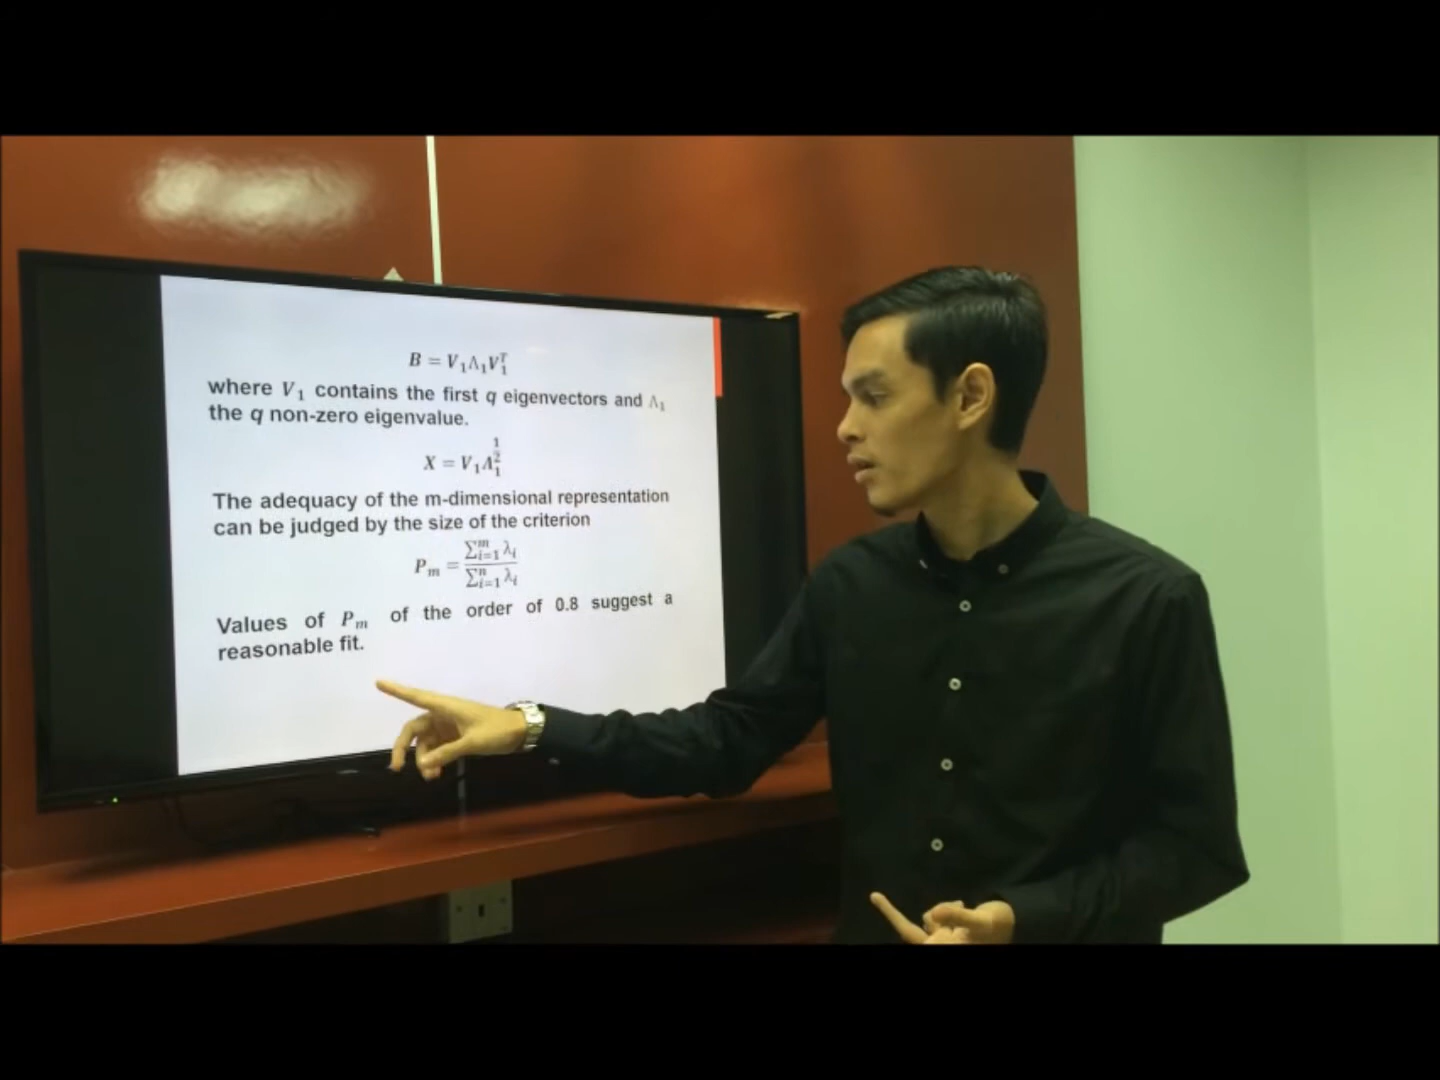 B = V₁Λ₁V₁ᵀ
where V₁ contains the first q eigenvectors and Λ₁
the q non-zero eigenvalue.
X = V₁Λ₁^(1/2)
The adequacy of the m-dimensional representation
can be judged by the size of the criterion
Pₘ = ∑ᵢ₌₁ᵐ λᵢ / ∑ᵢ₌₁ⁿ λᵢ
Values of Pₘ of the order of 0.8 suggest a
reasonable fit.